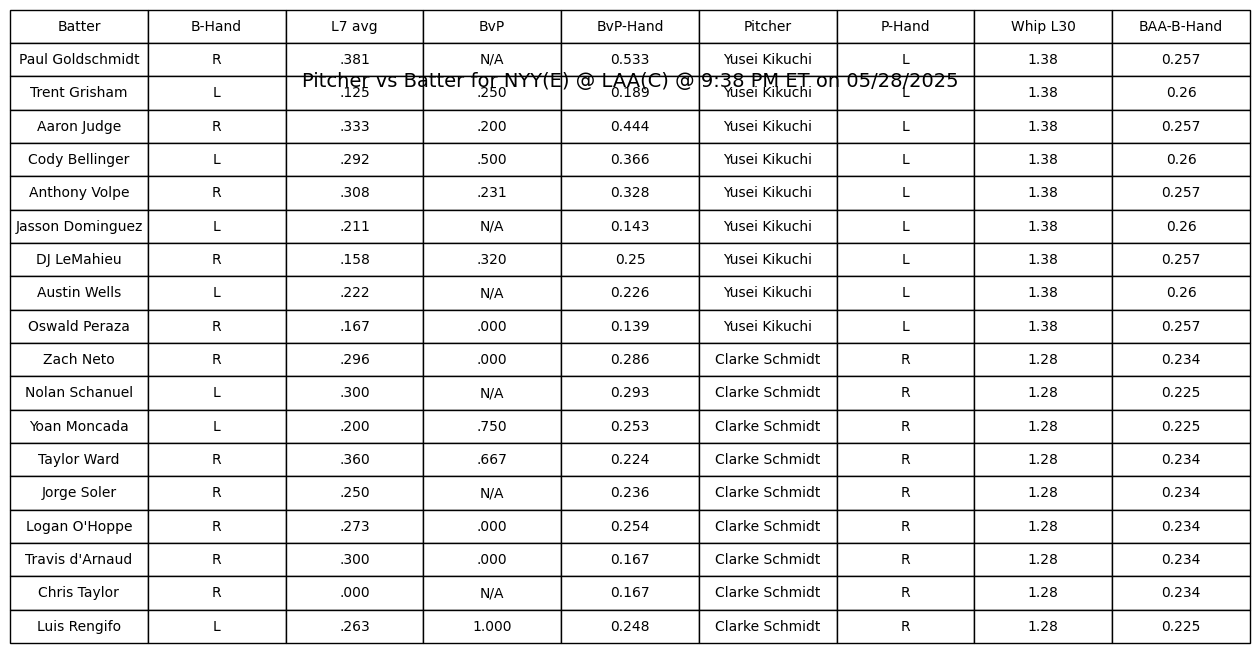 Batter B-Hand L7 avg BvP BvP-Hand Pitcher P-Hand Whip L30 BAA-B-Hand
Paul Goldschmidt R .381 N/A 0.533 Yusei Kikuchi L 1.38 0.257
Pitcher vs Batter for NYY(E) @ LAA(C) @ 9:38 PM ET on 05/28/2025
Trent Grisham L .125 .250 0.189 Yusei Kikuchi L 1.38 0.26
Aaron Judge R .333 .200 0.444 Yusei Kikuchi L 1.38 0.257
Cody Bellinger L .292 .500 0.366 Yusei Kikuchi L 1.38 0.26
Anthony Volpe R .308 .231 0.328 Yusei Kikuchi L 1.38 0.257
Jasson Dominguez L .211 N/A 0.143 Yusei Kikuchi L 1.38 0.26
DJ LeMahieu R .158 .320 0.25 Yusei Kikuchi L 1.38 0.257
Austin Wells L .222 N/A 0.226 Yusei Kikuchi L 1.38 0.26
Oswald Peraza R .167 .000 0.139 Yusei Kikuchi L 1.38 0.257
Zach Neto R .296 .000 0.286 Clarke Schmidt R 1.28 0.234
Nolan Schanuel L .300 N/A 0.293 Clarke Schmidt R 1.28 0.225
Yoan Moncada L .200 .750 0.253 Clarke Schmidt R 1.28 0.225
Taylor Ward R .360 .667 0.224 Clarke Schmidt R 1.28 0.234
Jorge Soler R .250 N/A 0.236 Clarke Schmidt R 1.28 0.234
Logan O'Hoppe R .273 .000 0.254 Clarke Schmidt R 1.28 0.234
Travis d'Arnaud R .300 .000 0.167 Clarke Schmidt R 1.28 0.234
Chris Taylor R .000 N/A 0.167 Clarke Schmidt R 1.28 0.234
Luis Rengifo L .263 1.000 0.248 Clarke Schmidt R 1.28 0.225